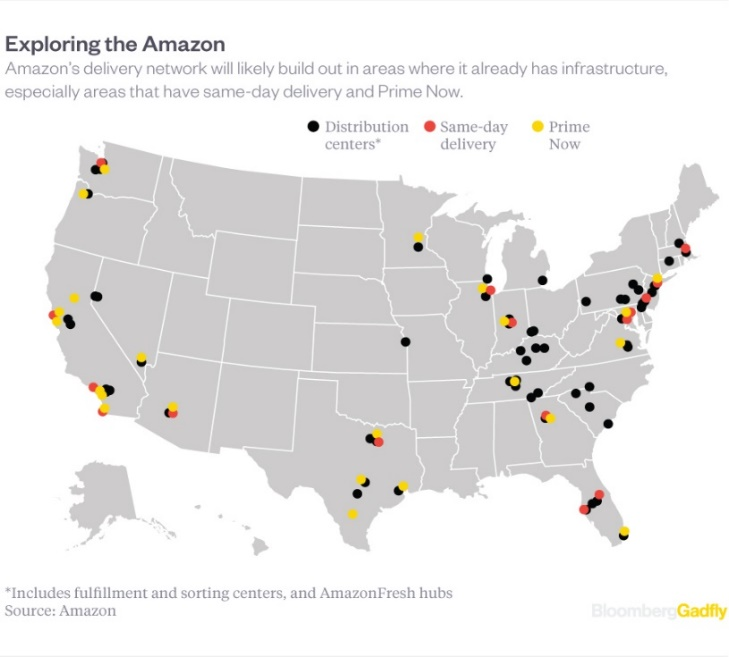 Exploring the Amazon
Amazon's delivery network will likely build out in areas where it already has infrastructure,
especially areas that have same-day delivery and Prime Now.
Distribution centers*
Same-day delivery
Prime Now
*Includes fulfillment and sorting centers, and AmazonFresh hubs
Source: Amazon
BloombergGadfly